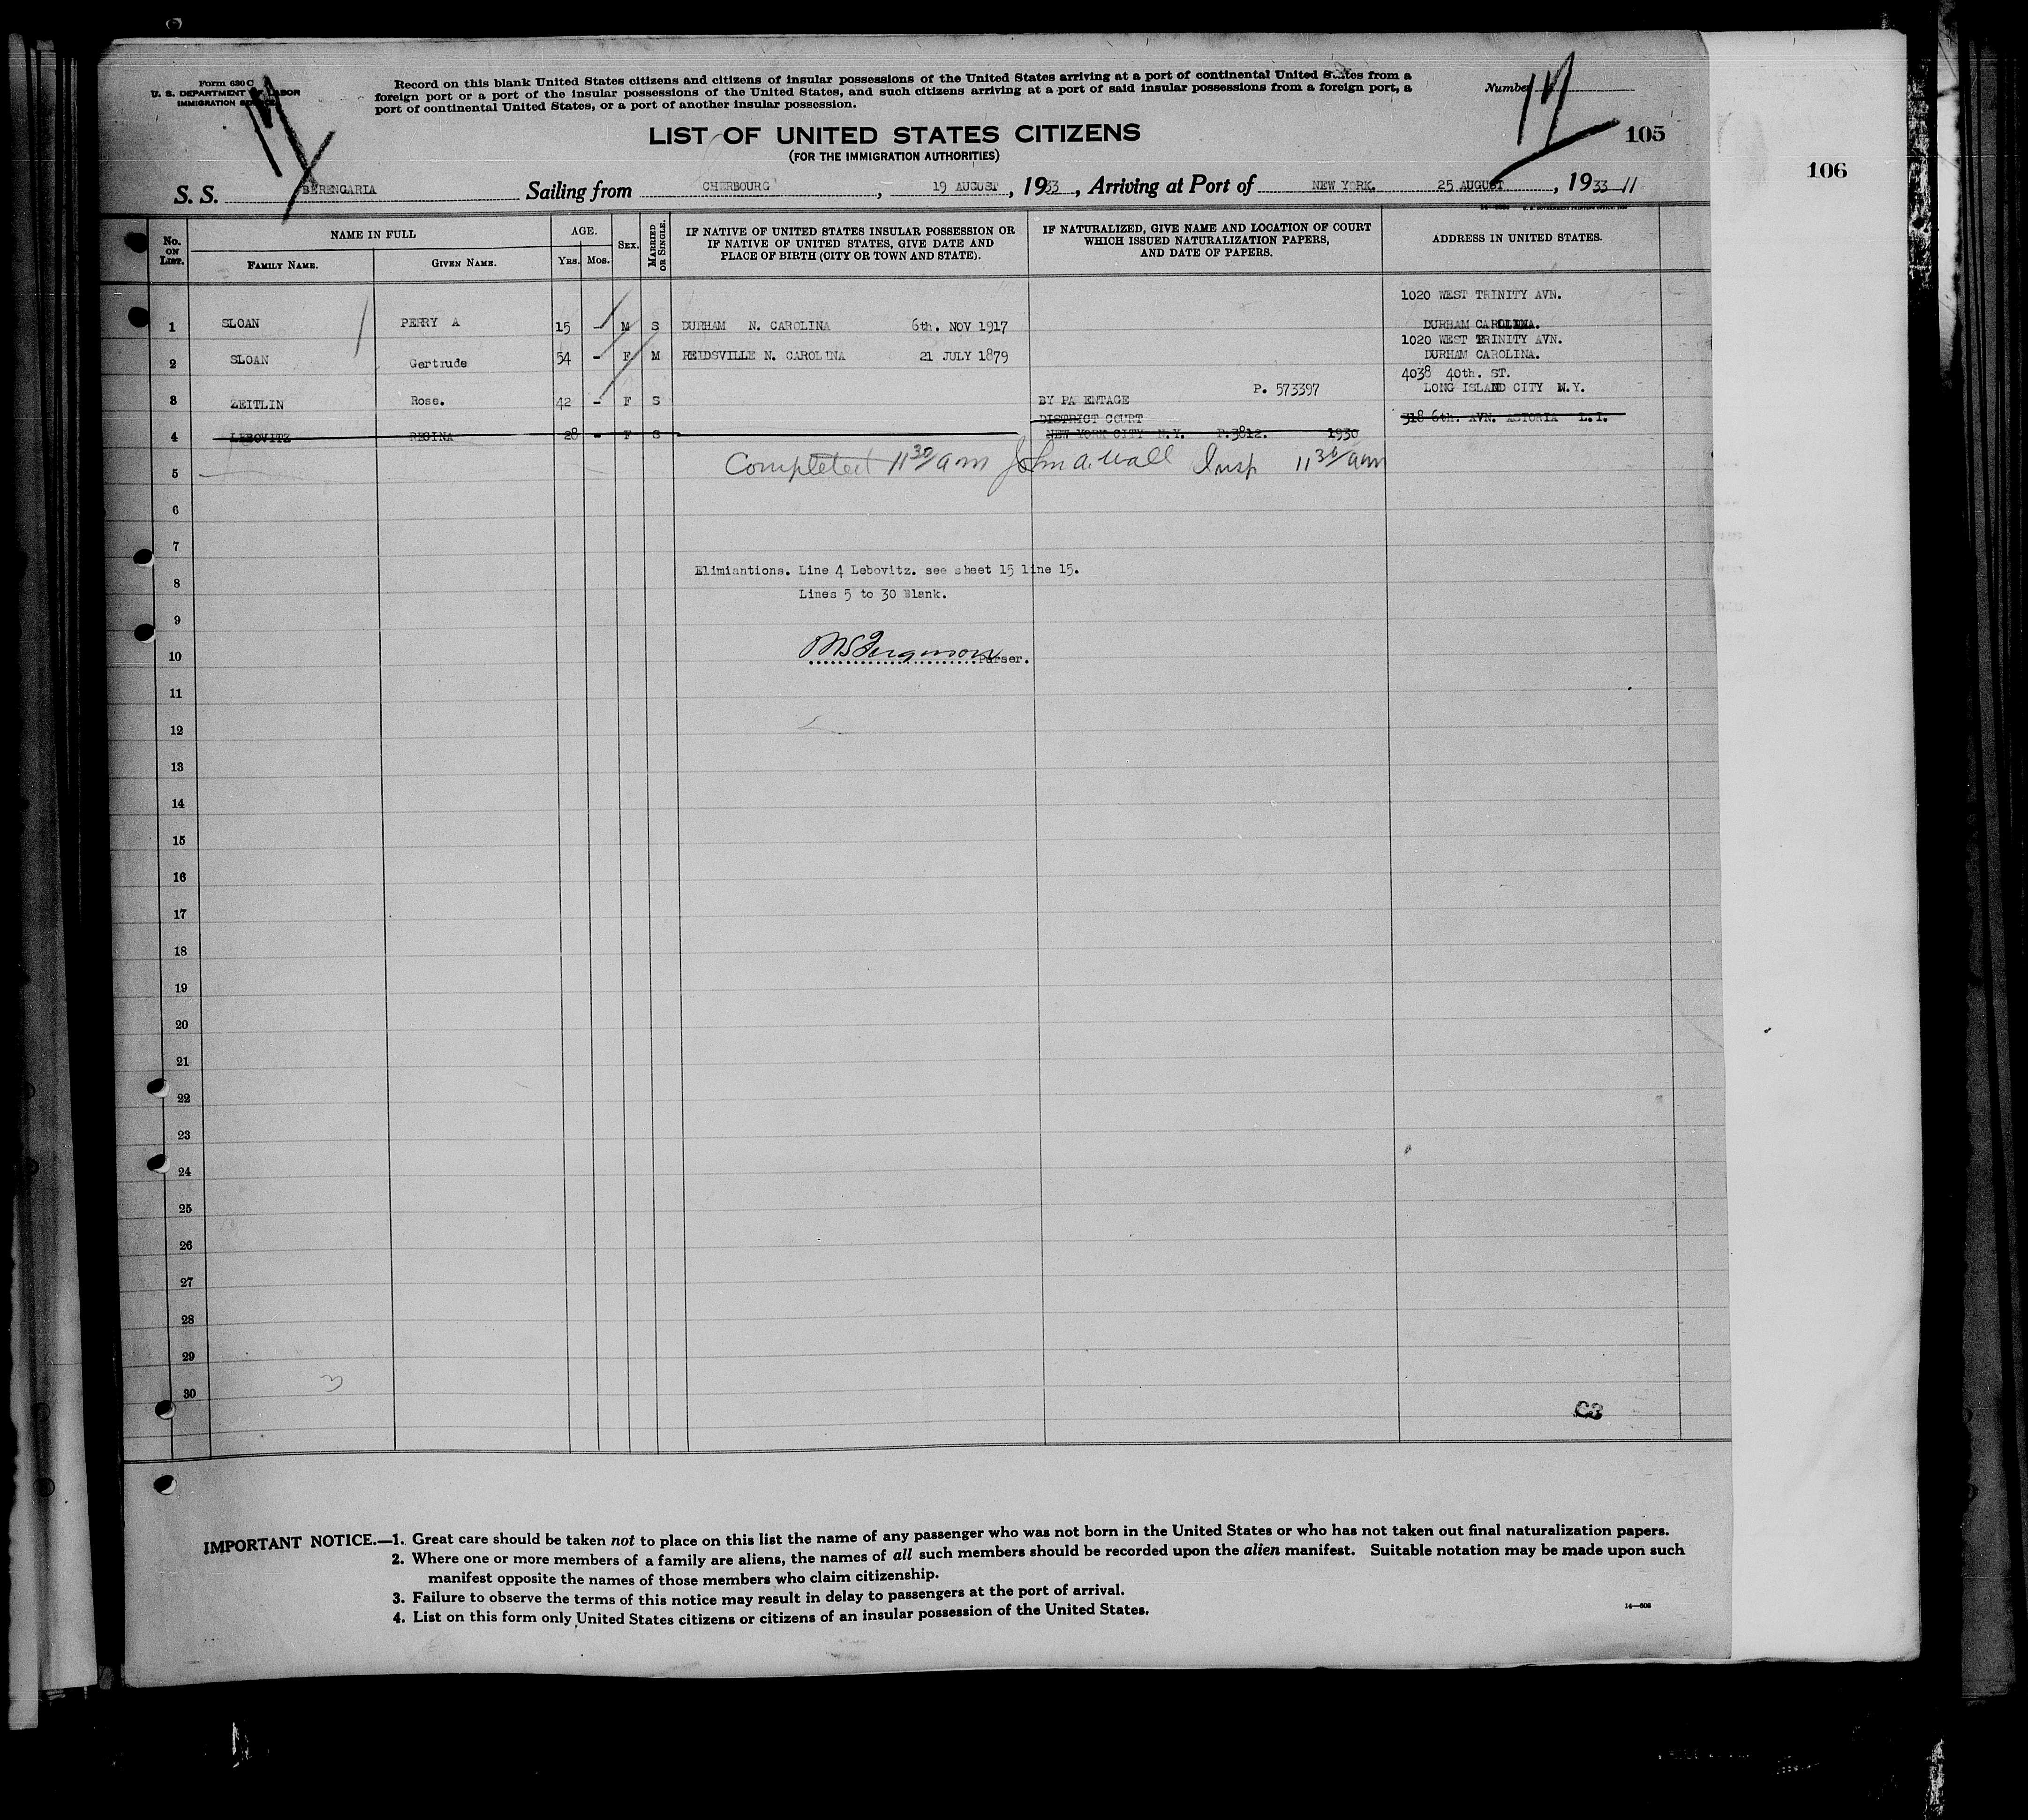 Form 630 C
U. S. DEPARTMENT OF LABOR
IMMIGRATION SERVICE
Record on this blank United States citizens and citizens of insular possessions of the United States arriving at a port of continental United States from a
foreign port or a port of the insular possessions of the United States, and such citizens arriving at a port of said insular possessions from a foreign port, a
port of continental United States, or a port of another insular possession.
Number
17
105
106
LIST OF UNITED STATES CITIZENS
(FOR THE IMMIGRATION AUTHORITIES)
S. S. BERENGARIA Sailing from CHERBOURG, 19 AUGUST, 1933, Arriving at Port of NEW YORK. 25 AUGUST, 1933 11
No. ON LIST. NAME IN FULL AGE. SEX. MARRIED OR SINGLE. IF NATIVE OF UNITED STATES INSULAR POSSESSION OR IF NATIVE OF UNITED STATES, GIVE DATE AND PLACE OF BIRTH (CITY OR TOWN AND STATE). IF NATURALIZED, GIVE NAME AND LOCATION OF COURT WHICH ISSUED NATURALIZATION PAPERS, AND DATE OF PAPERS. ADDRESS IN UNITED STATES.
FAMILY NAME. GIVEN NAME. YRS. MOS.
1020 WEST TRINITY AVN.
1 SLOAN PERRY A 15 - M S DURHAM N. CAROLINA 6th. NOV 1917 DURHAM CAROLINA.
1020 WEST TRINITY AVN.
2 SLOAN Gertrude 54 - F M REIDSVILLE N. CAROLINA 21 JULY 1879 DURHAM CAROLINA.
4038 40th. ST.
P. 573397 LONG ISLAND CITY N.Y.
3 ZEITLIN Rose. 42 - F S BY PARENTAGE
DISTRICT COURT 318 6th. AVN. ASTORIA L.I.
4 LEBOVITZ REGINA 28 - F S NEW YORK CITY N.Y. P.3812. 1930
Completed 11 30/am John A. Wall Insp 11 30/am
5
6
7
Elimiantions. Line 4 Lebovitz. see sheet 15 line 15.
8
Lines 5 to 30 Blank.
9
10 Purser.
11
12
13
14
15
16
17
18
19
20
21
22
23
24
25
26
27
28
29
30
3
C3
IMPORTANT NOTICE.—1. Great care should be taken not to place on this list the name of any passenger who was not born in the United States or who has not taken out final naturalization papers.
2. Where one or more members of a family are aliens, the names of all such members should be recorded upon the alien manifest. Suitable notation may be made upon such
manifest opposite the names of those members who claim citizenship.
3. Failure to observe the terms of this notice may result in delay to passengers at the port of arrival.
4. List on this form only United States citizens or citizens of an insular possession of the United States.
14—606